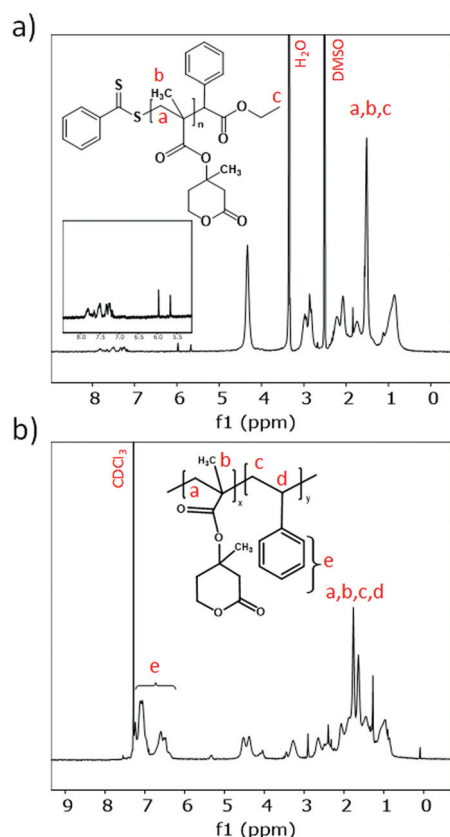 a)
H₂O
DMSO
b
c
a,b,c
S
H₃C
S
a
n
O
O
O
O
CH₃
O
O
8.0 7.5 7.0 6.5 6.0 5.5
8 7 6 5 4 3 2 1 0
f1 (ppm)
b)
CDCl₃
H₃C
b
c
d
a
x
y
O
O
CH₃
e
O
O
a,b,c,d
e
9 8 7 6 5 4 3 2 1 0
f1 (ppm)